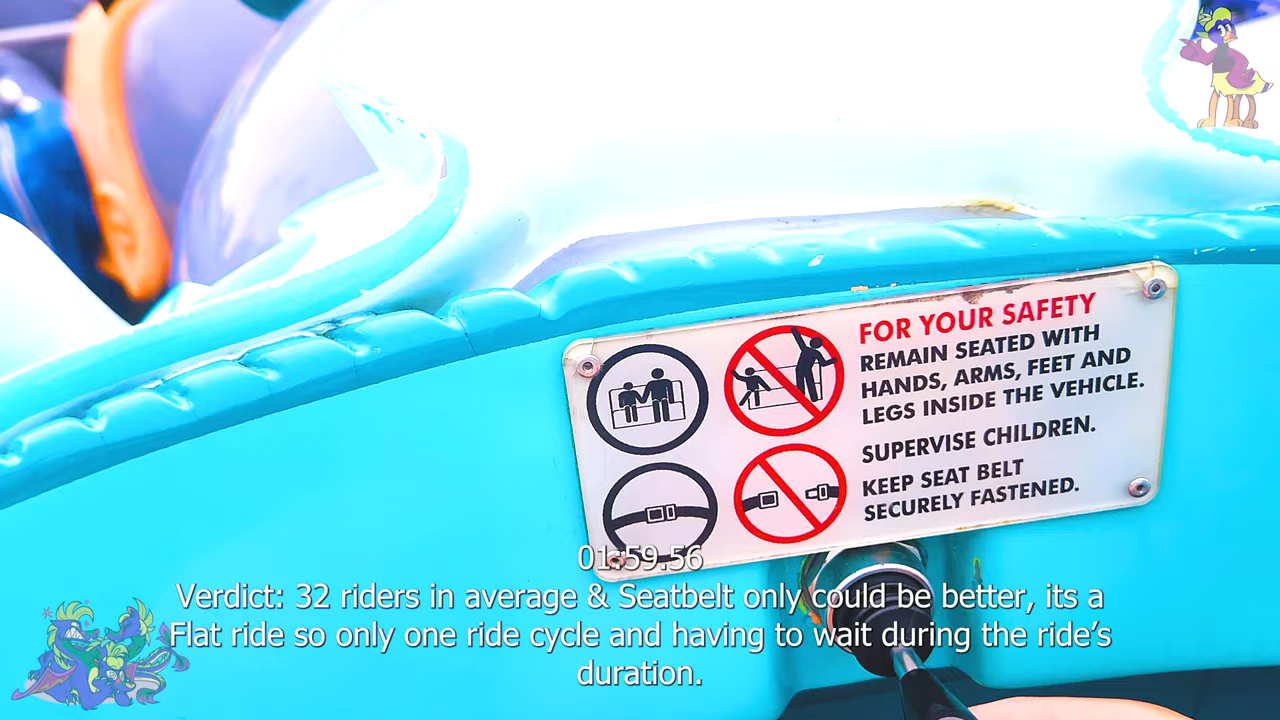 FOR YOUR SAFETY
REMAIN SEATED WITH
HANDS, ARMS, FEET AND
LEGS INSIDE THE VEHICLE.
SUPERVISE CHILDREN.
KEEP SEAT BELT
SECURELY FASTENED.
01:59.56
Verdict: 32 riders in average & Seatbelt only could be better, its a
Flat ride so only one ride cycle and having to wait during the ride’s
duration.